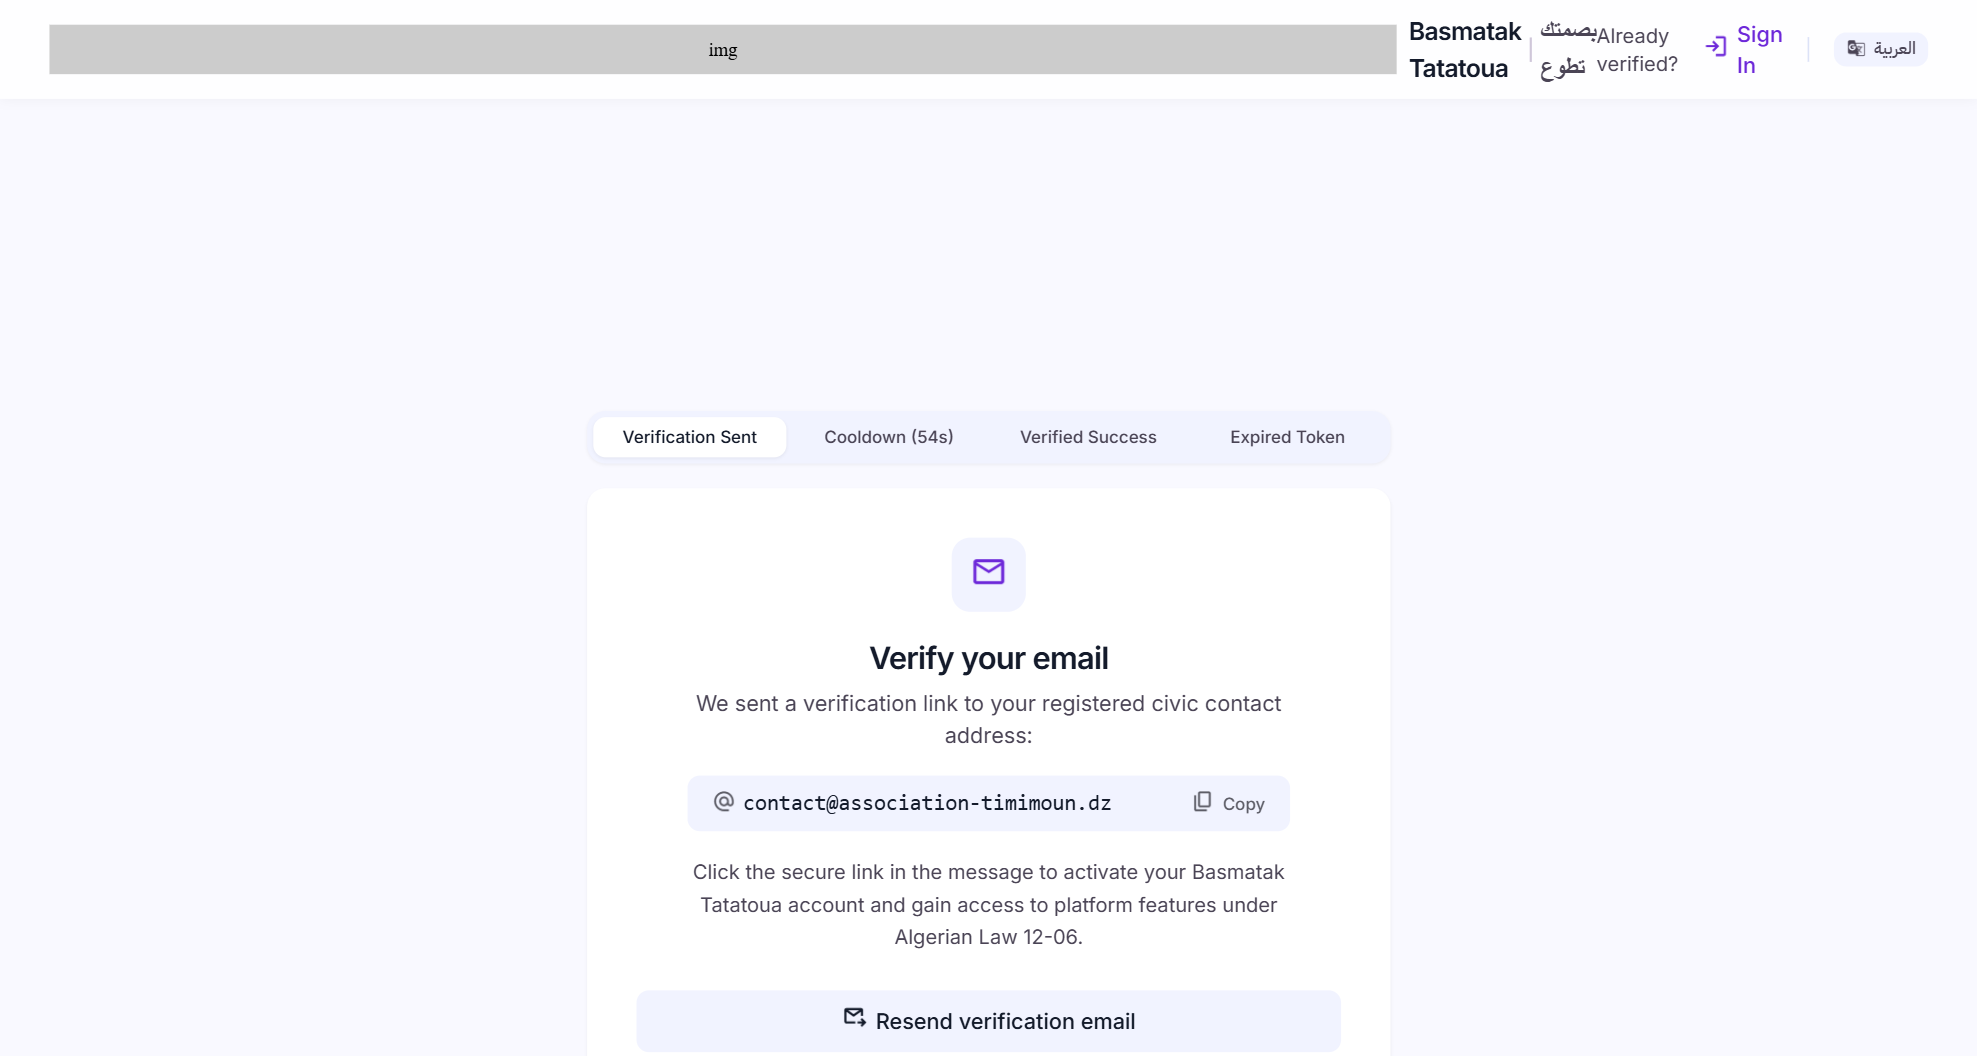 img
Basmatak
Tatatoua
بصمتك
تطوع
Already
verified?
Sign
In
العربية
Verification Sent
Cooldown (54s)
Verified Success
Expired Token
Verify your email
We sent a verification link to your registered civic contact
address:
contact@association-timimoun.dz
Copy
Click the secure link in the message to activate your Basmatak
Tatatoua account and gain access to platform features under
Algerian Law 12-06.
Resend verification email